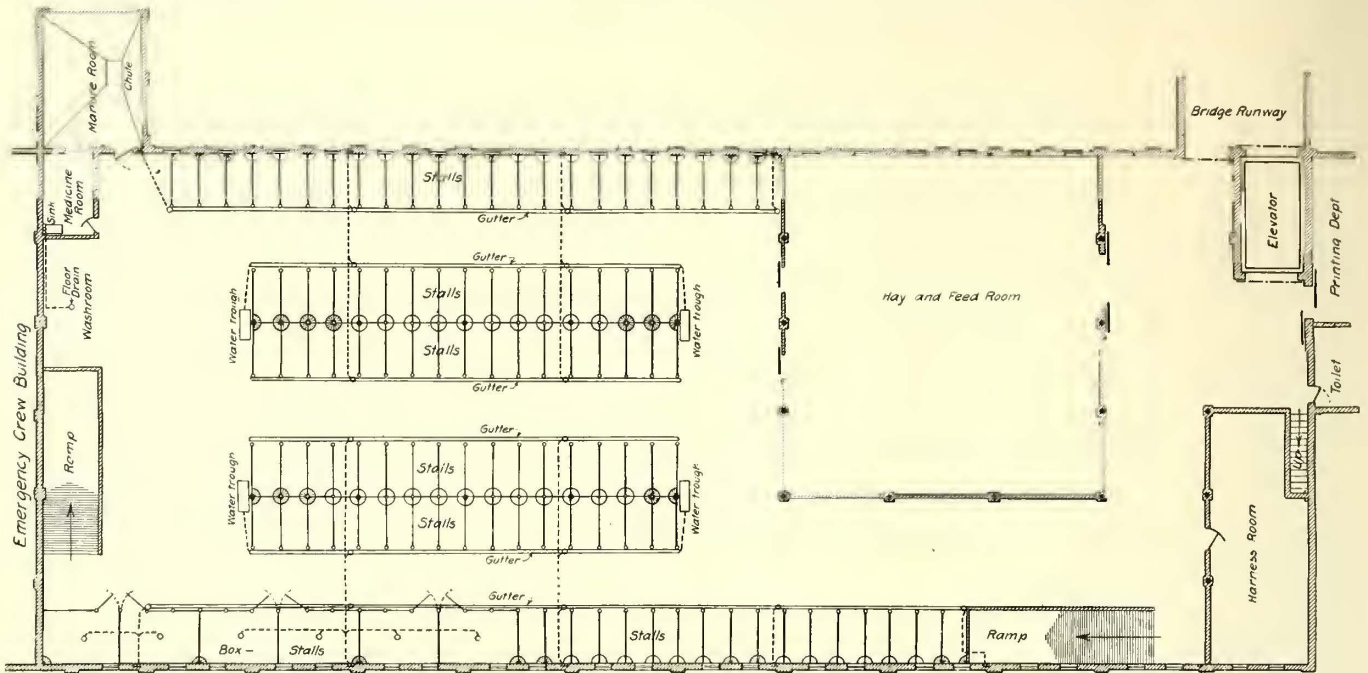 Manure Room
Chute
Bridge Runway
Medicine
Room
Sink
Stalls
Gutter
Elevator
Printing Dept
Floor
Drain
Washroom
Gutter
Stalls
Water trough
Water trough
Stalls
Gutter
Hay and Feed Room
Emergency Crew Building
Toilet
Ramp
Gutter
Stalls
Water trough
Water trough
Stalls
Gutter
Up
Harness Room
Gutter
Box-
Stalls
Stalls
Ramp